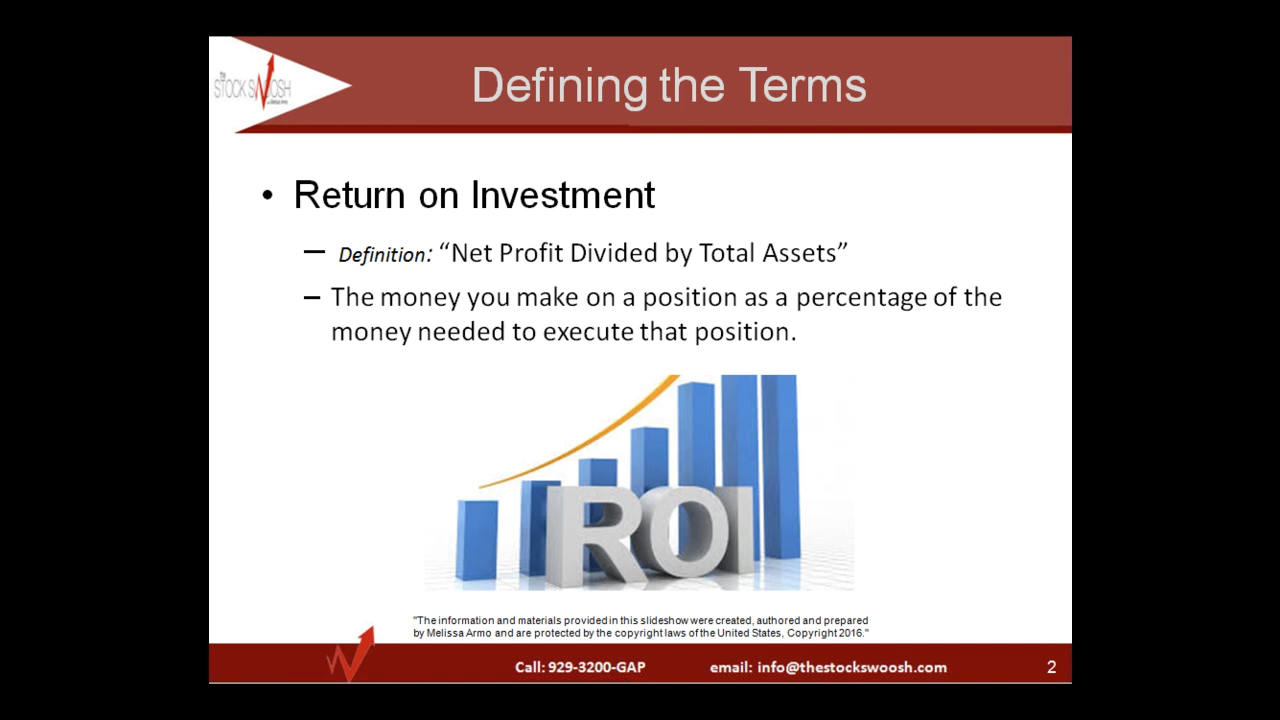 the
STOCK SWOOSH
Defining the Terms
• Return on Investment
— Definition: “Net Profit Divided by Total Assets”
– The money you make on a position as a percentage of the
money needed to execute that position.
ROI
"The information and materials provided in this slideshow were created, authored and prepared
by Melissa Armo and are protected by the copyright laws of the United States, Copyright 2016."
Call: 929-3200-GAP email: info@thestockswoosh.com 2